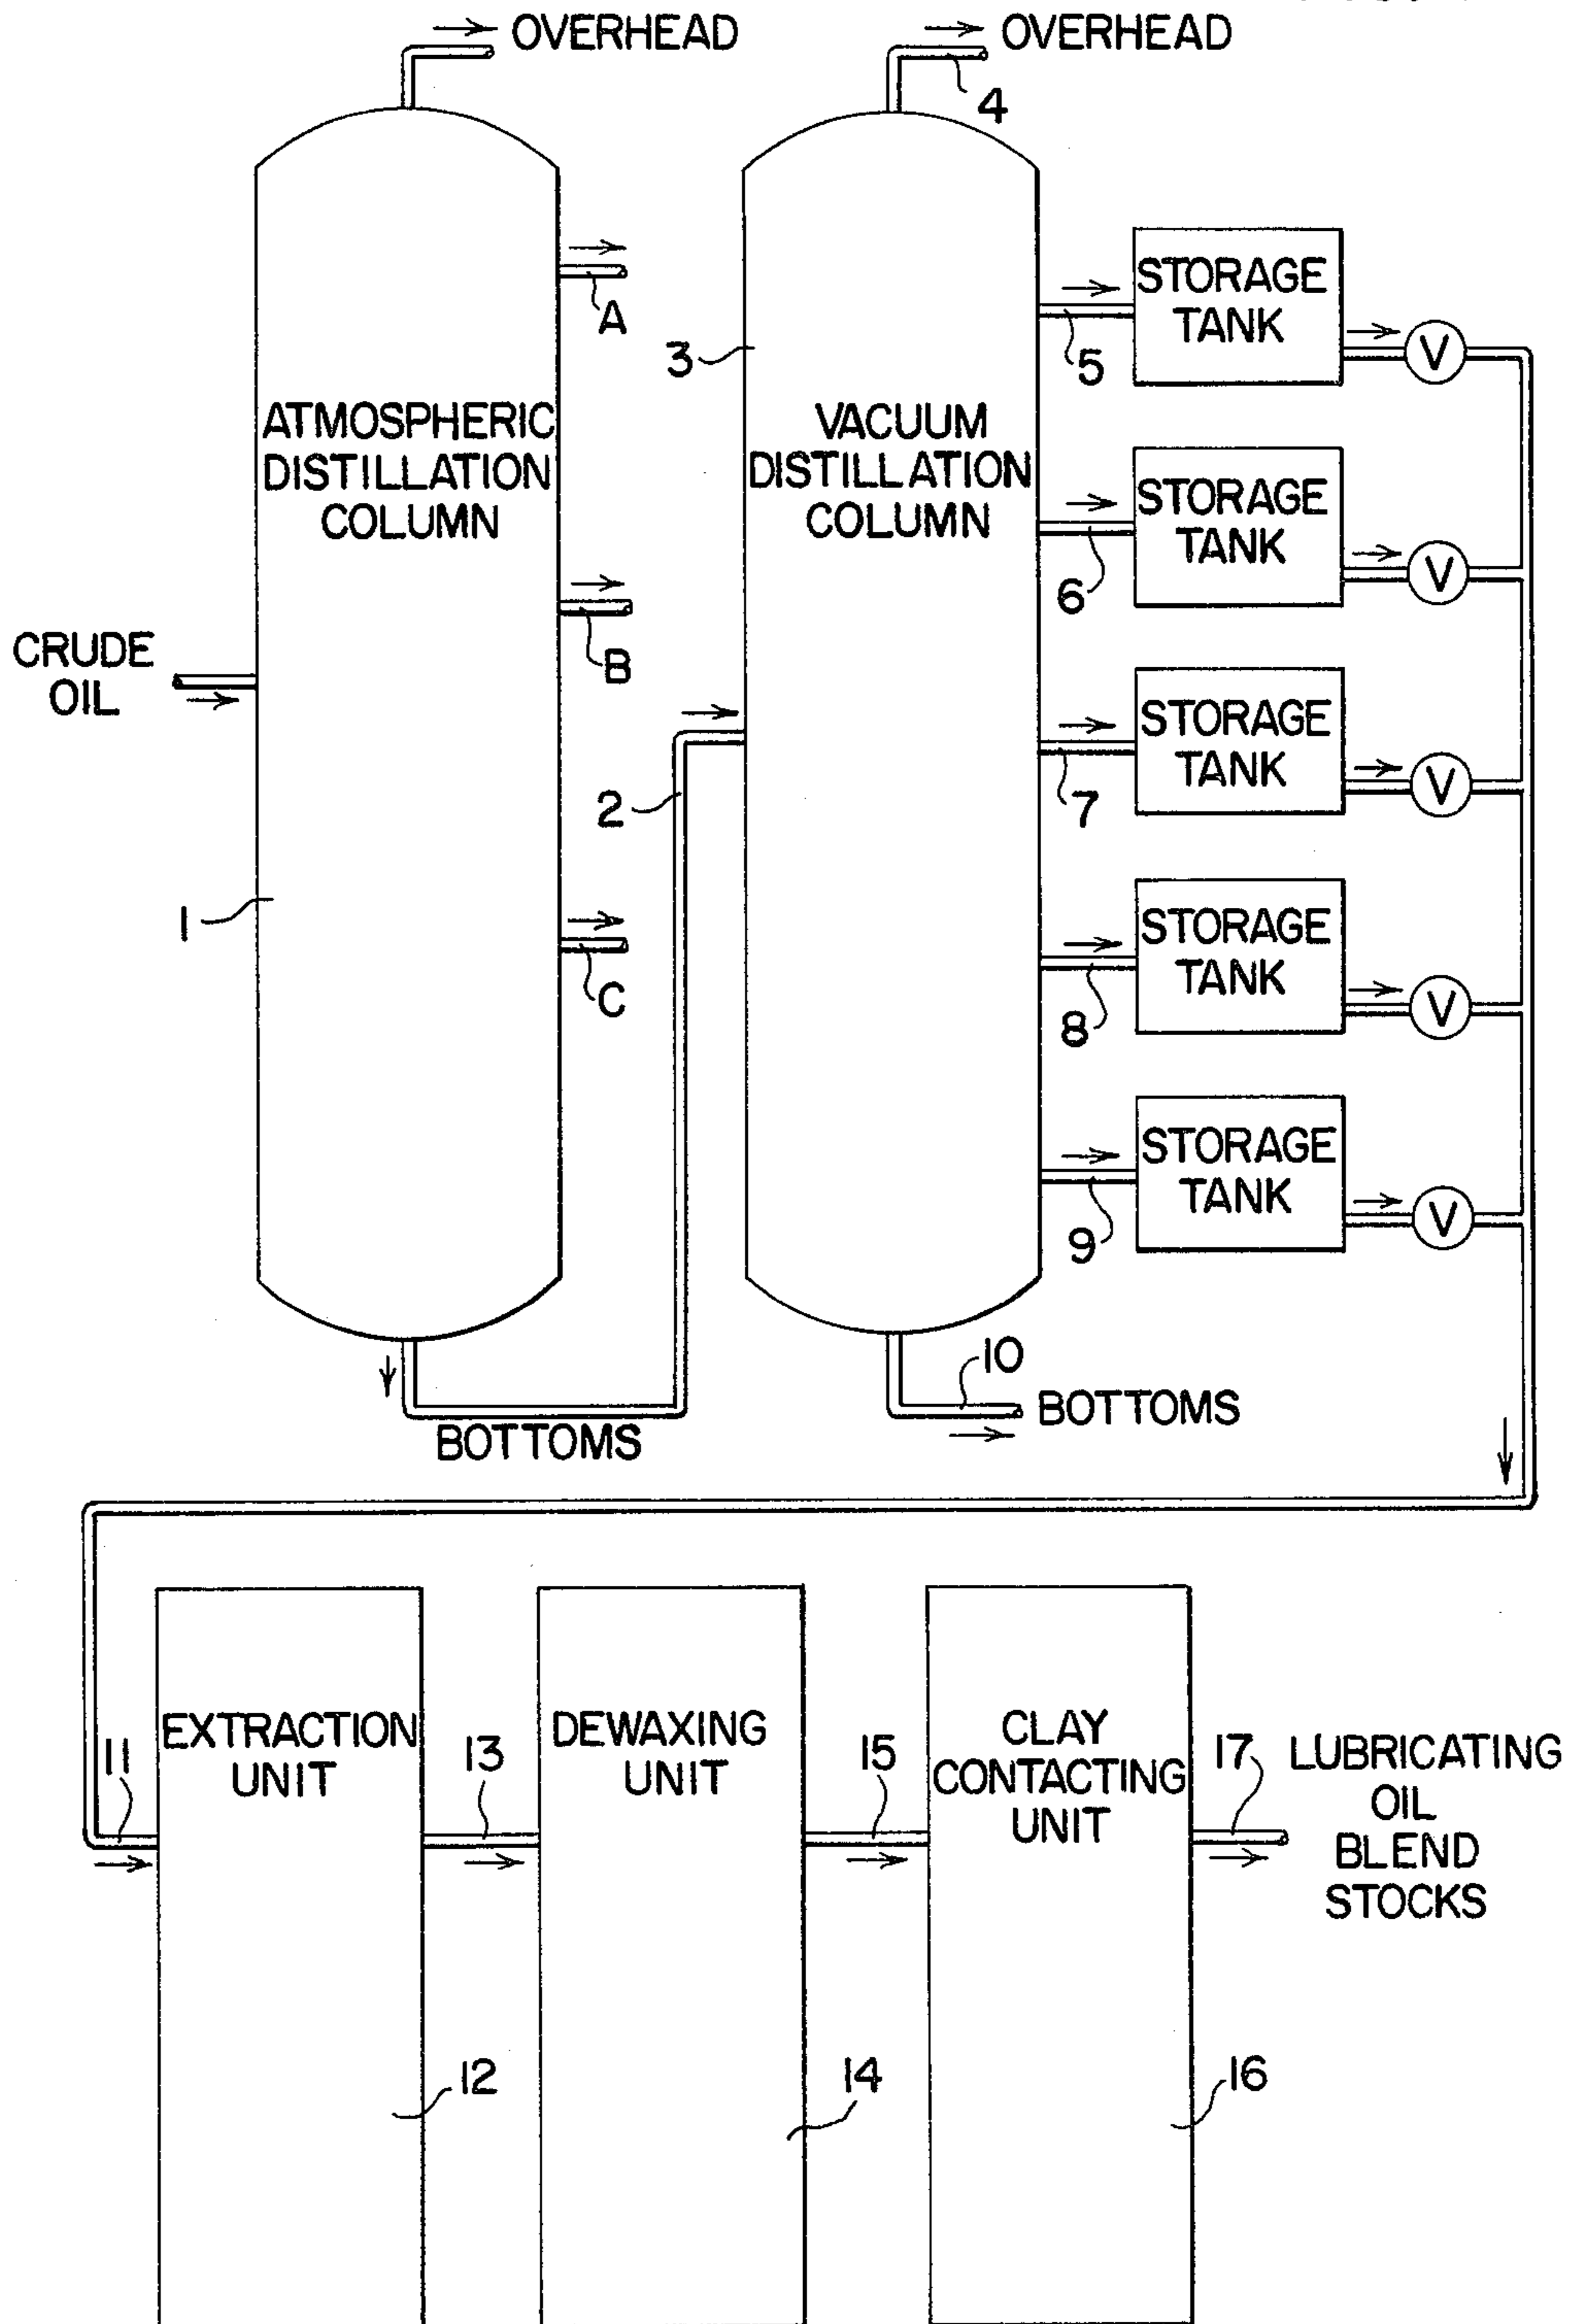 OVERHEAD
OVERHEAD
4
A
3
5
STORAGE
TANK
V
ATMOSPHERIC
DISTILLATION
COLUMN
VACUUM
DISTILLATION
COLUMN
6
STORAGE
TANK
V
CRUDE
OIL
B
2
7
STORAGE
TANK
V
1
C
8
STORAGE
TANK
V
9
STORAGE
TANK
V
BOTTOMS
10
BOTTOMS
11
EXTRACTION
UNIT
13
DEWAXING
UNIT
15
CLAY
CONTACTING
UNIT
17
LUBRICATING
OIL
BLEND
STOCKS
12
14
16